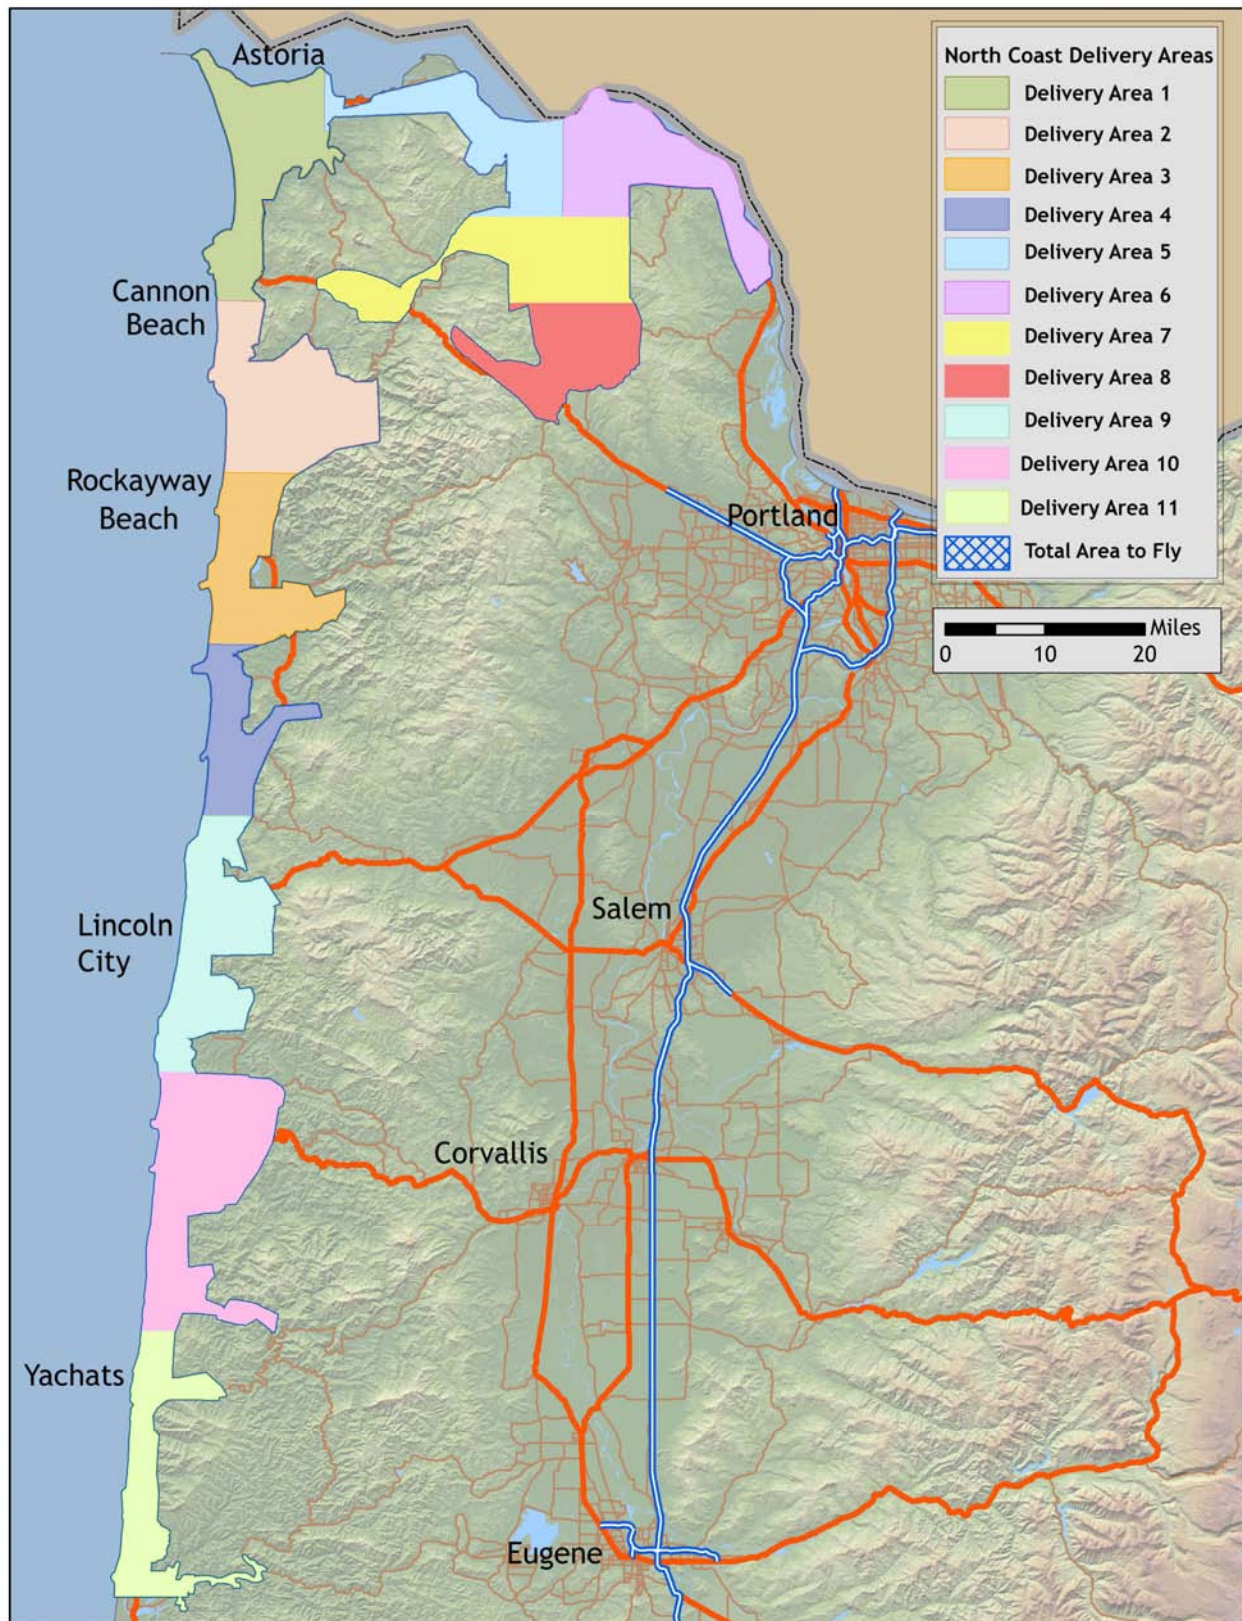 Astoria
Cannon
Beach
Rockayway
Beach
Portland
Lincoln
City
Salem
Corvallis
Yachats
Eugene
North Coast Delivery Areas
Delivery Area 1
Delivery Area 2
Delivery Area 3
Delivery Area 4
Delivery Area 5
Delivery Area 6
Delivery Area 7
Delivery Area 8
Delivery Area 9
Delivery Area 10
Delivery Area 11
Total Area to Fly
Miles
0 10 20